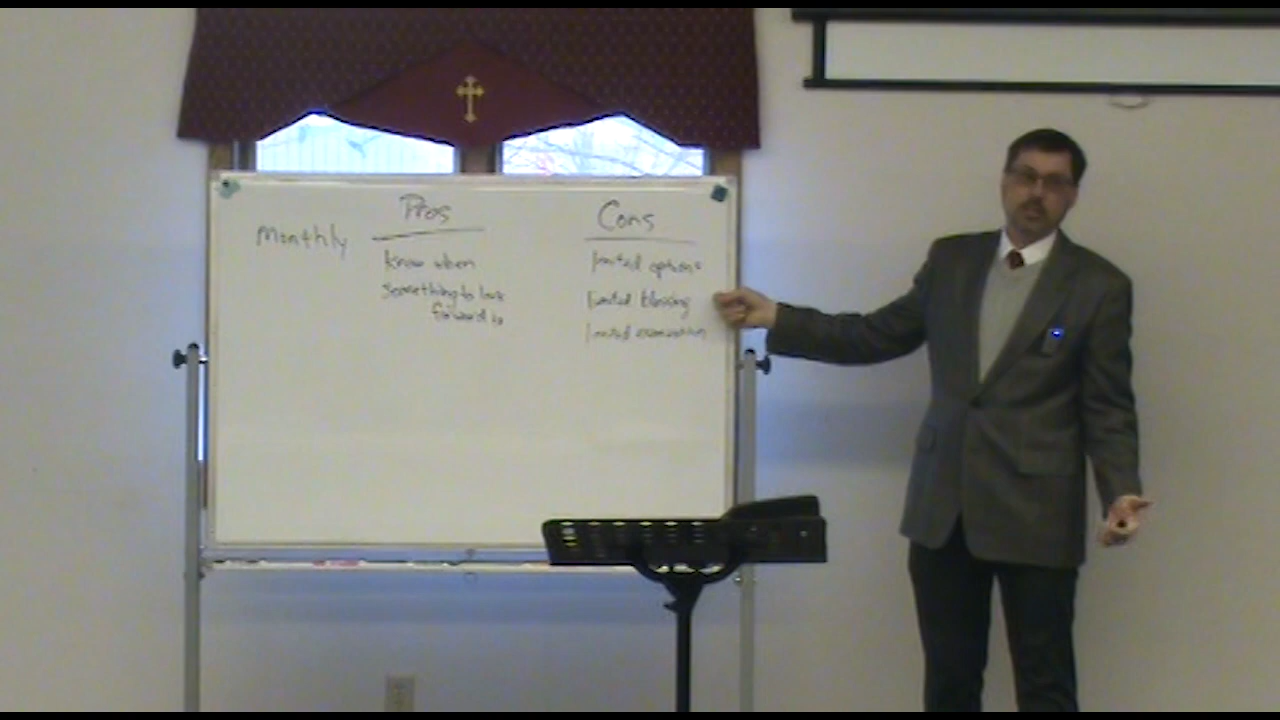 Pros
Cons
Monthly
know when
something to look
forward to
limited options
limited blessing
limited examination